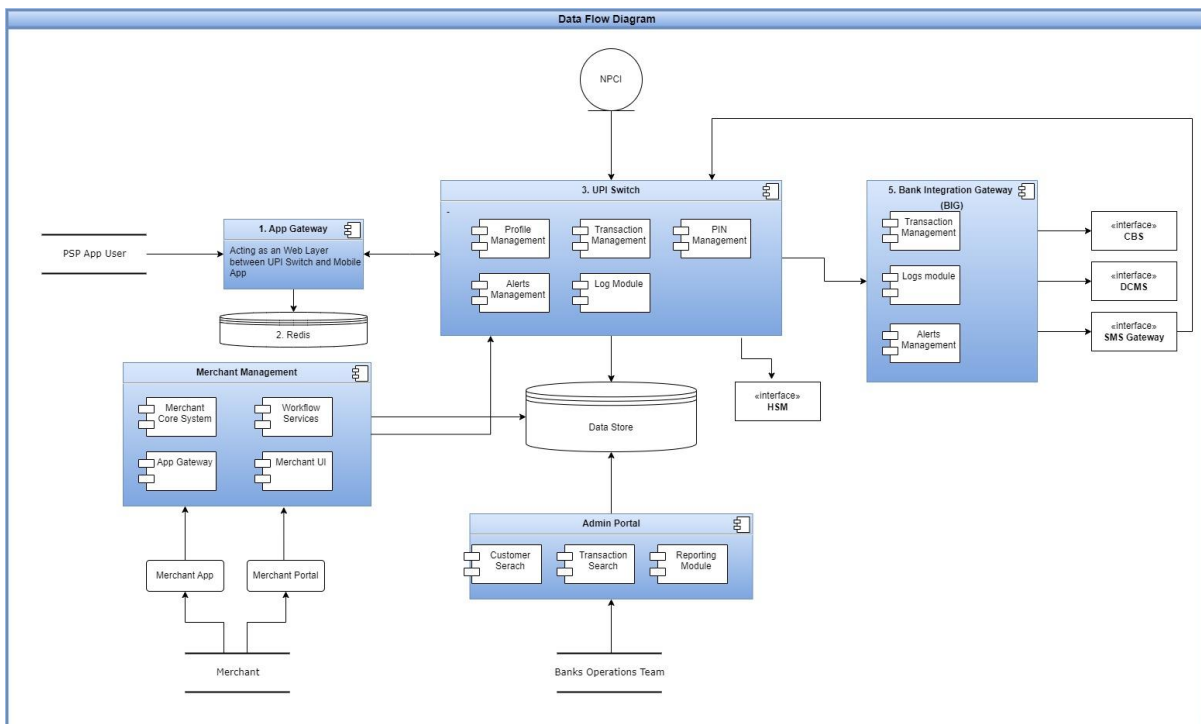 Data Flow Diagram
NPCI
3. UPI Switch
-
Profile
Management
Transaction
Management
PIN
Management
Alerts
Management
Log Module
5. Bank Integration Gateway
(BIG)
Transaction
Management
Logs module
Alerts
Management
«interface»
CBS
«interface»
DCMS
«interface»
SMS Gateway
PSP App User
1. App Gateway
Acting as an Web Layer
between UPI Switch and Mobile
App
2. Redis
Merchant Management
Merchant
Core System
Workflow
Services
App Gateway
Merchant UI
Data Store
«interface»
HSM
Admin Portal
Customer
Serach
Transaction
Search
Reporting
Module
Merchant App
Merchant Portal
Merchant
Banks Operations Team